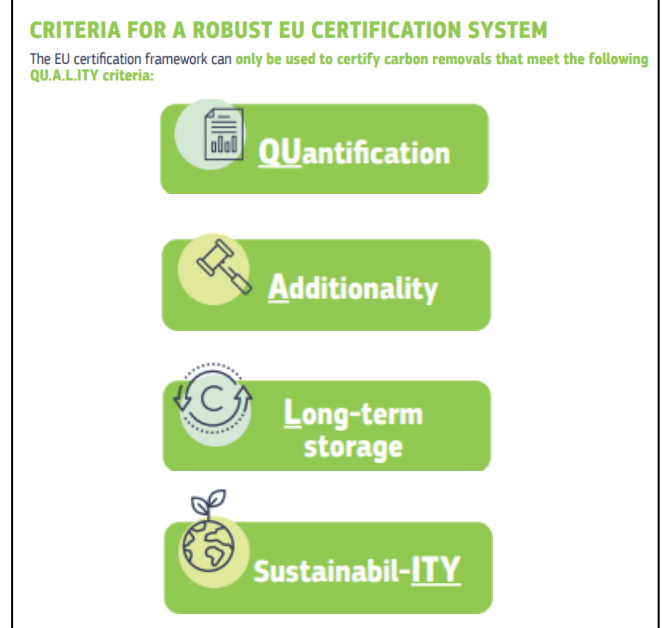 CRITERIA FOR A ROBUST EU CERTIFICATION SYSTEM
The EU certification framework can only be used to certify carbon removals that meet the following
QU.A.L.ITY criteria:
QUantification
Additionality
C
Long-term
storage
Sustainabil-ITY